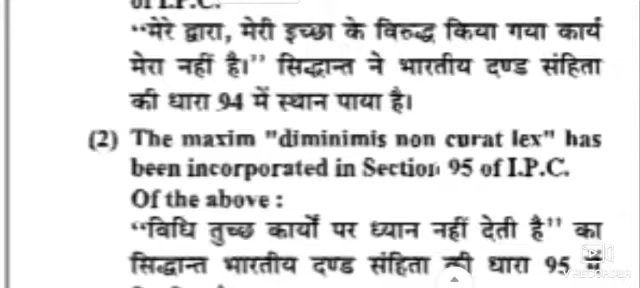 of I.P.C.
“मेरे द्वारा, मेरी इच्छा के विरुद्ध किया गया कार्य
मेरा नहीं है।” सिद्धान्त ने भारतीय दण्ड संहिता
की धारा 94 में स्थान पाया है।
(2) The maxim "diminimis non curat lex" has
been incorporated in Section 95 of I.P.C.
Of the above :
“विधि तुच्छ कार्यों पर ध्यान नहीं देती है” का
सिद्धान्त भारतीय दण्ड संहिता की धारा 95 में
RECORDER